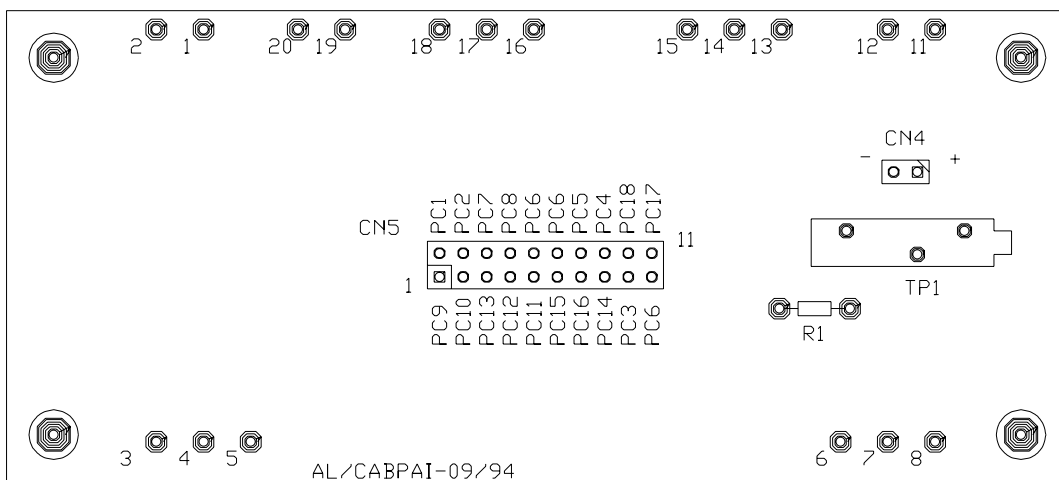 2 1 20 19 18 17 16 15 14 13 12 11
CN4
- +
CN5
PC1 PC2 PC7 PC8 PC6 PC6 PC5 PC4 PC18 PC17
11
1
TP1
PC9 PC10 PC13 PC12 PC11 PC15 PC16 PC14 PC3 PC6
R1
3 4 5 6 7 8
AL/CABPAI-09/94